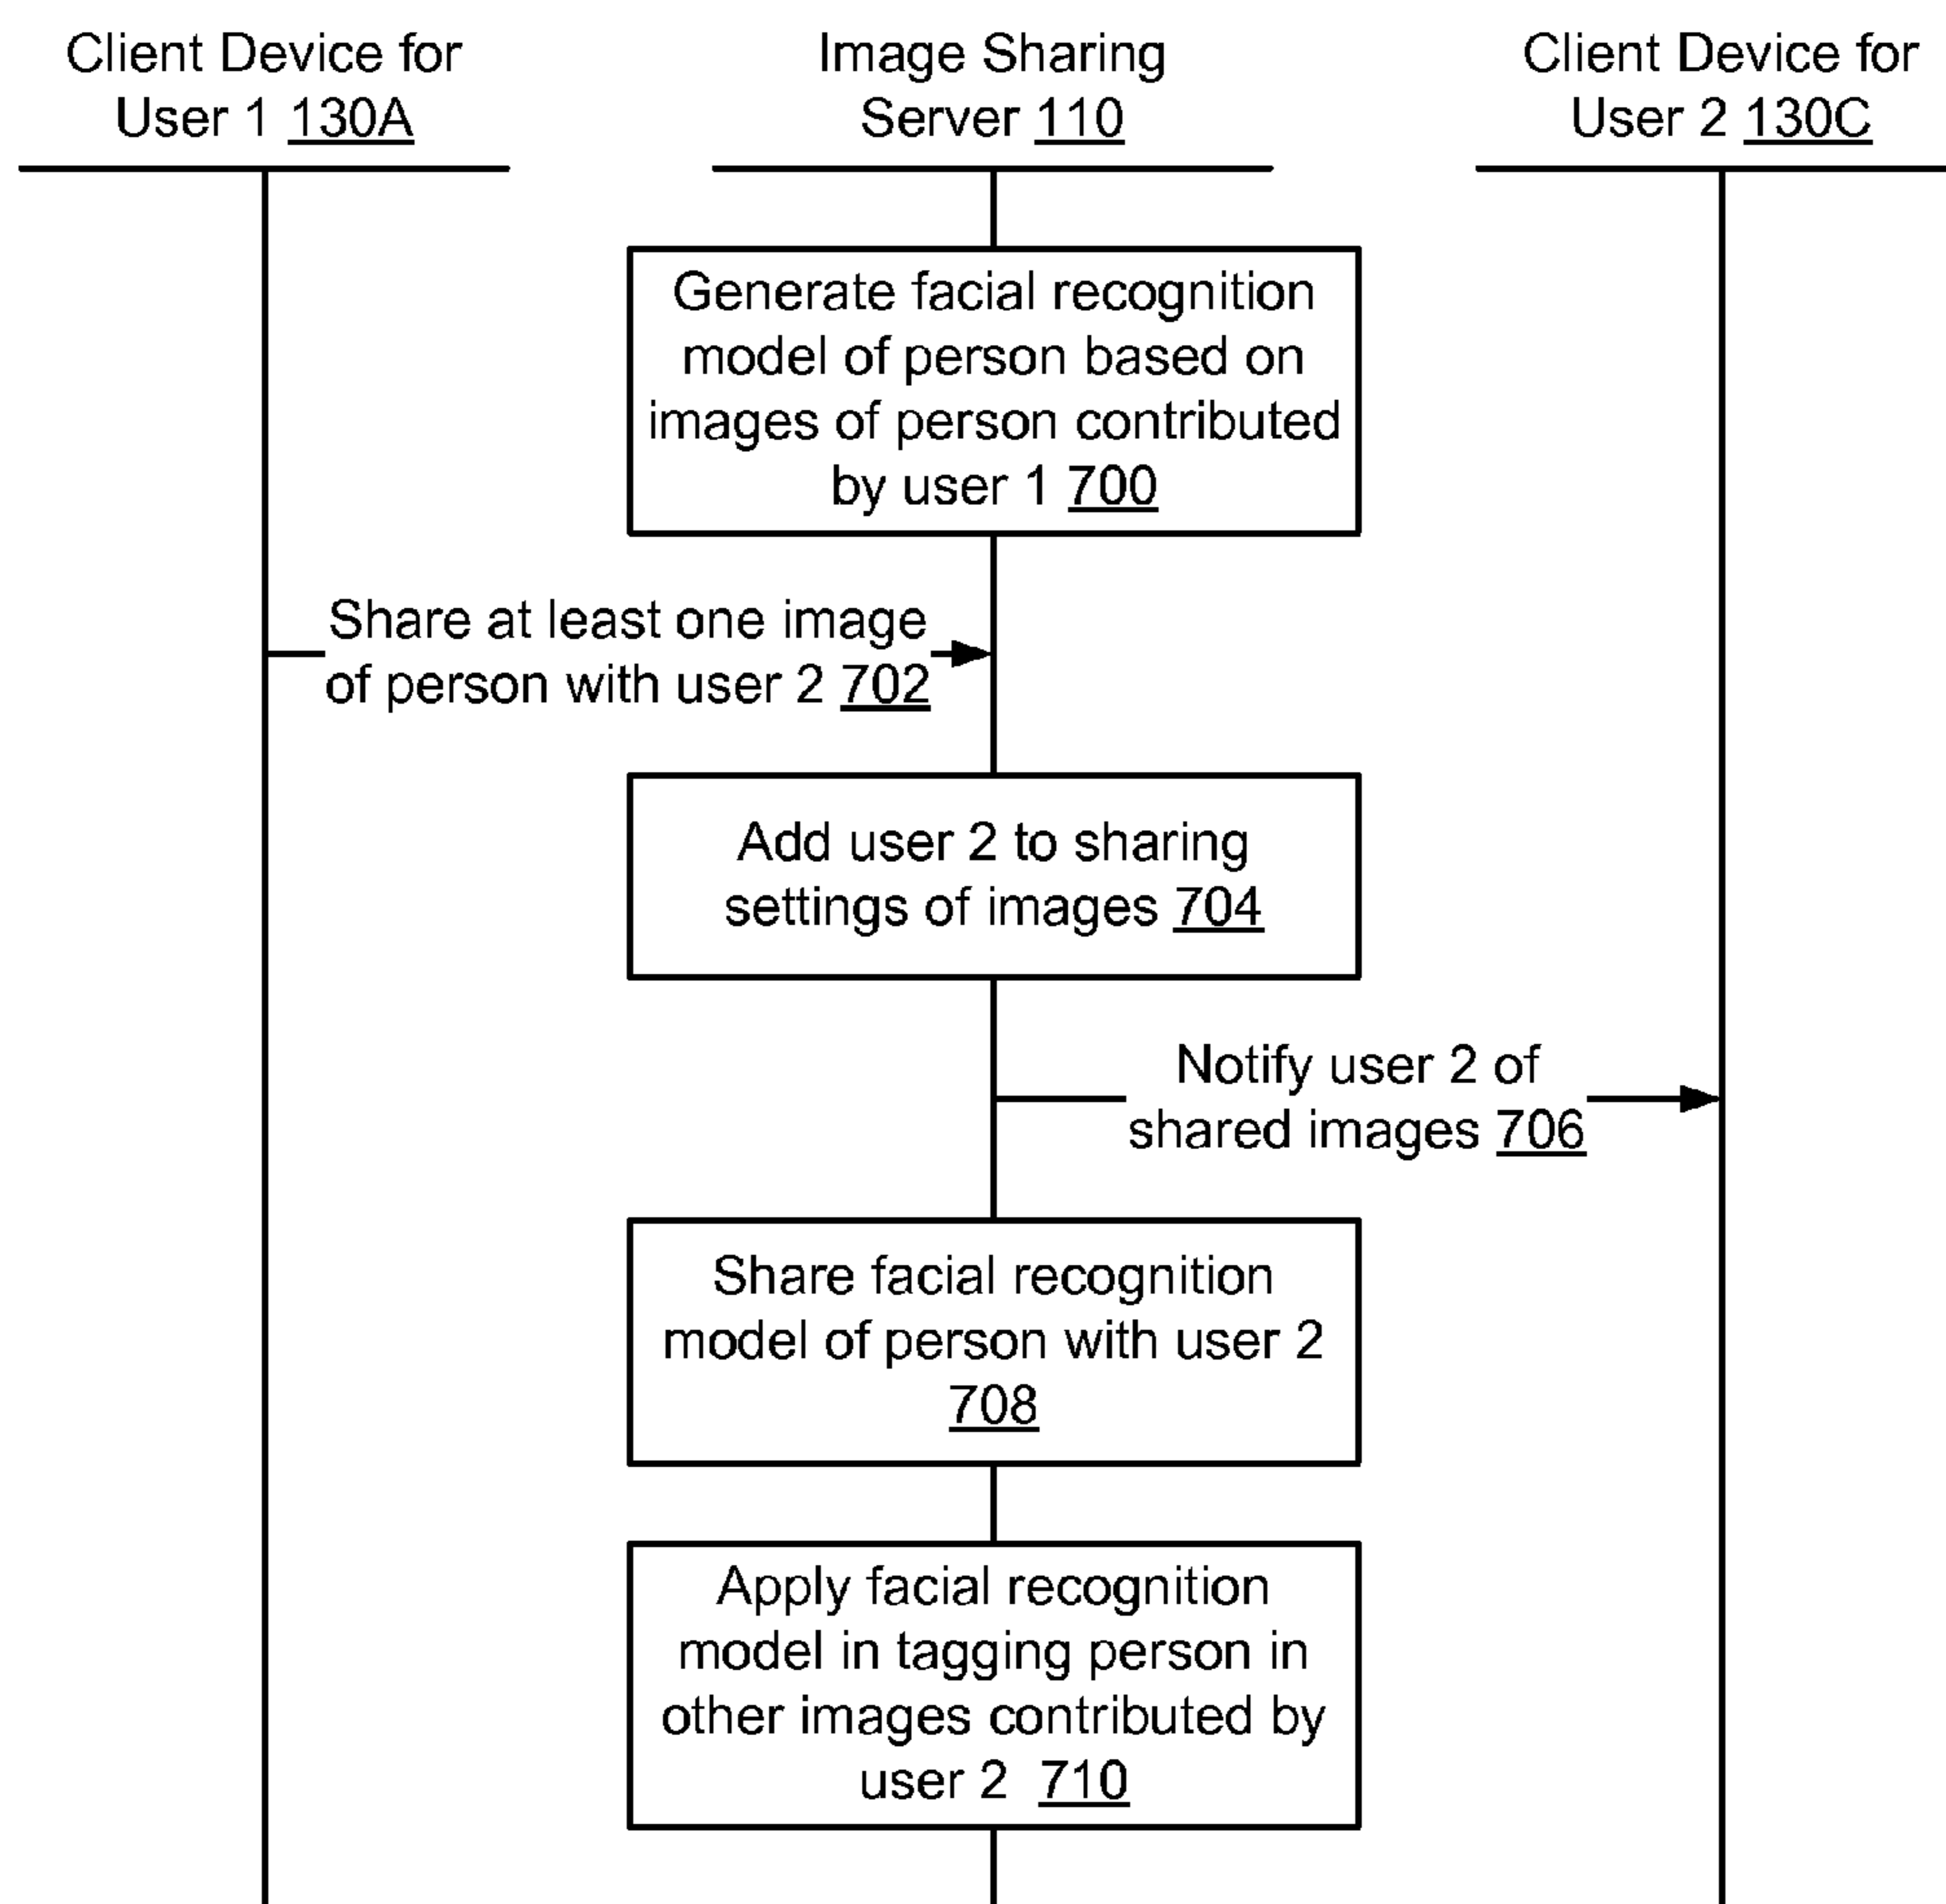 Client Device for
User 1 130A
Image Sharing
Server 110
Client Device for
User 2 130C
Generate facial recognition
model of person based on
images of person contributed
by user 1 700
Share at least one image
of person with user 2 702
Add user 2 to sharing
settings of images 704
Notify user 2 of
shared images 706
Share facial recognition
model of person with user 2
708
Apply facial recognition
model in tagging person in
other images contributed by
user 2 710